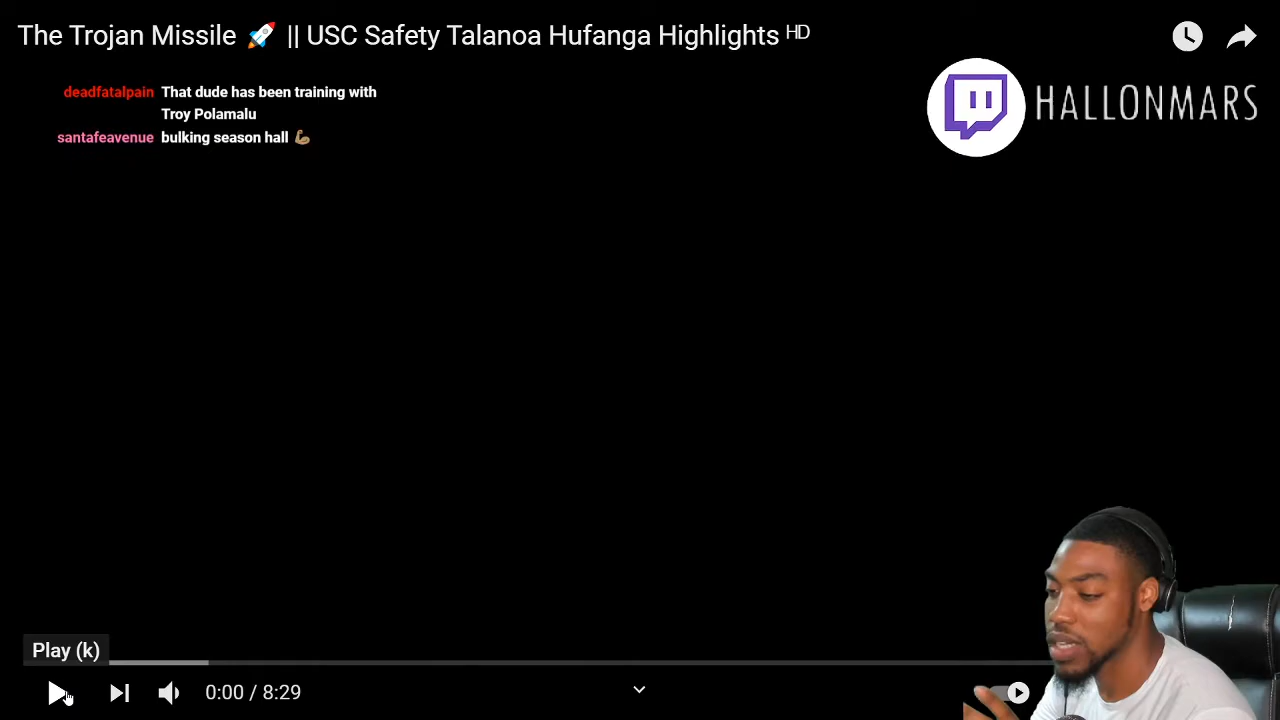 The Trojan Missile 🚀 || USC Safety Talanoa Hufanga Highlights ᴴᴰ
deadfatalpain That dude has been training with
Troy Polamalu
santafeavenue bulking season hall 💪🏽
HALLONMARS
Play (k)
0:00 / 8:29